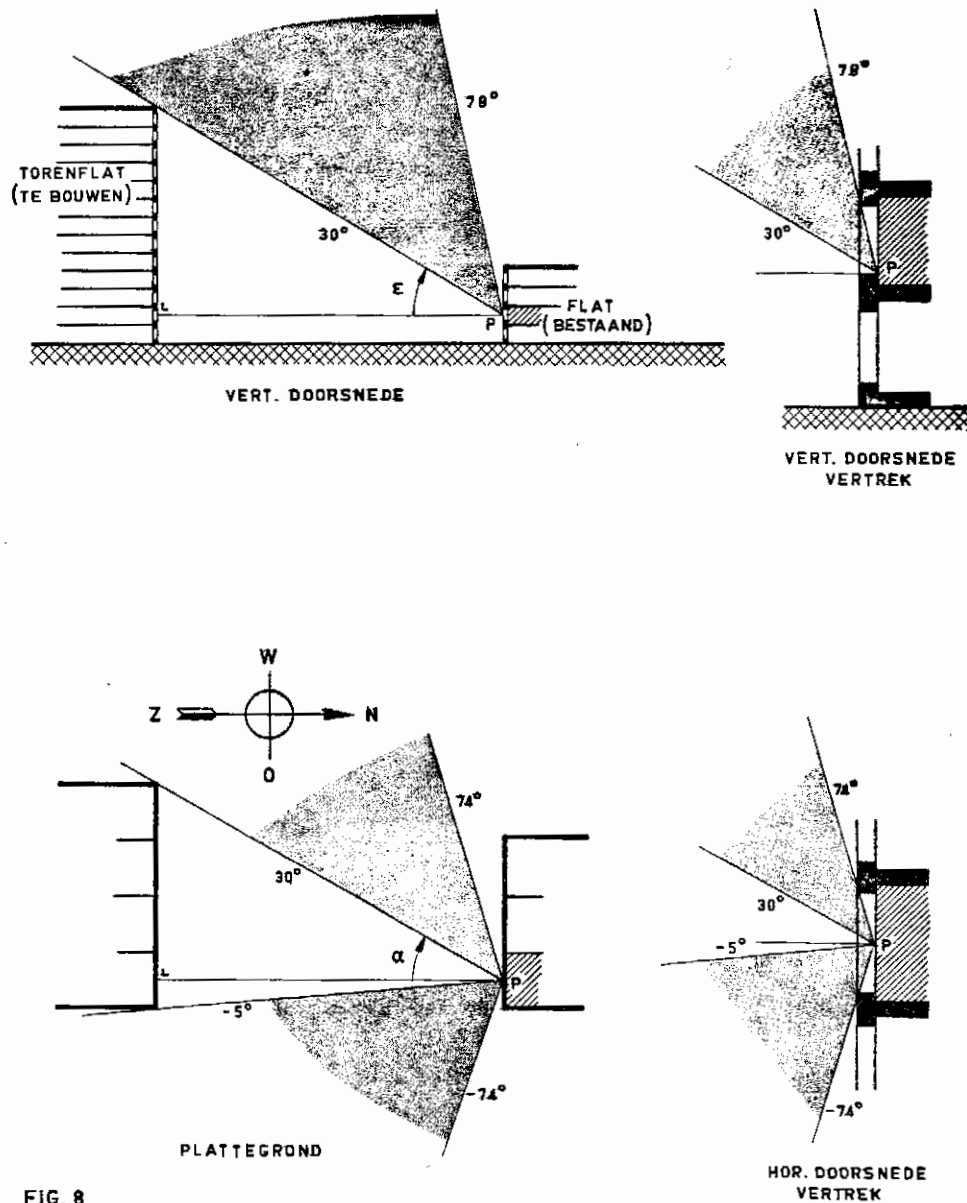 78°
TORENFLAT
(TE BOUWEN)
30°
ε
L
P
FLAT
(BESTAAND)
VERT. DOORSNEDE
78°
30°
P
VERT. DOORSNEDE
VERTREK
W
Z
N
O
74°
30°
α
L
P
-5°
-74°
PLATTEGROND
74°
30°
-5°
P
-74°
HOR. DOORSNEDE
VERTREK
FIG. 8